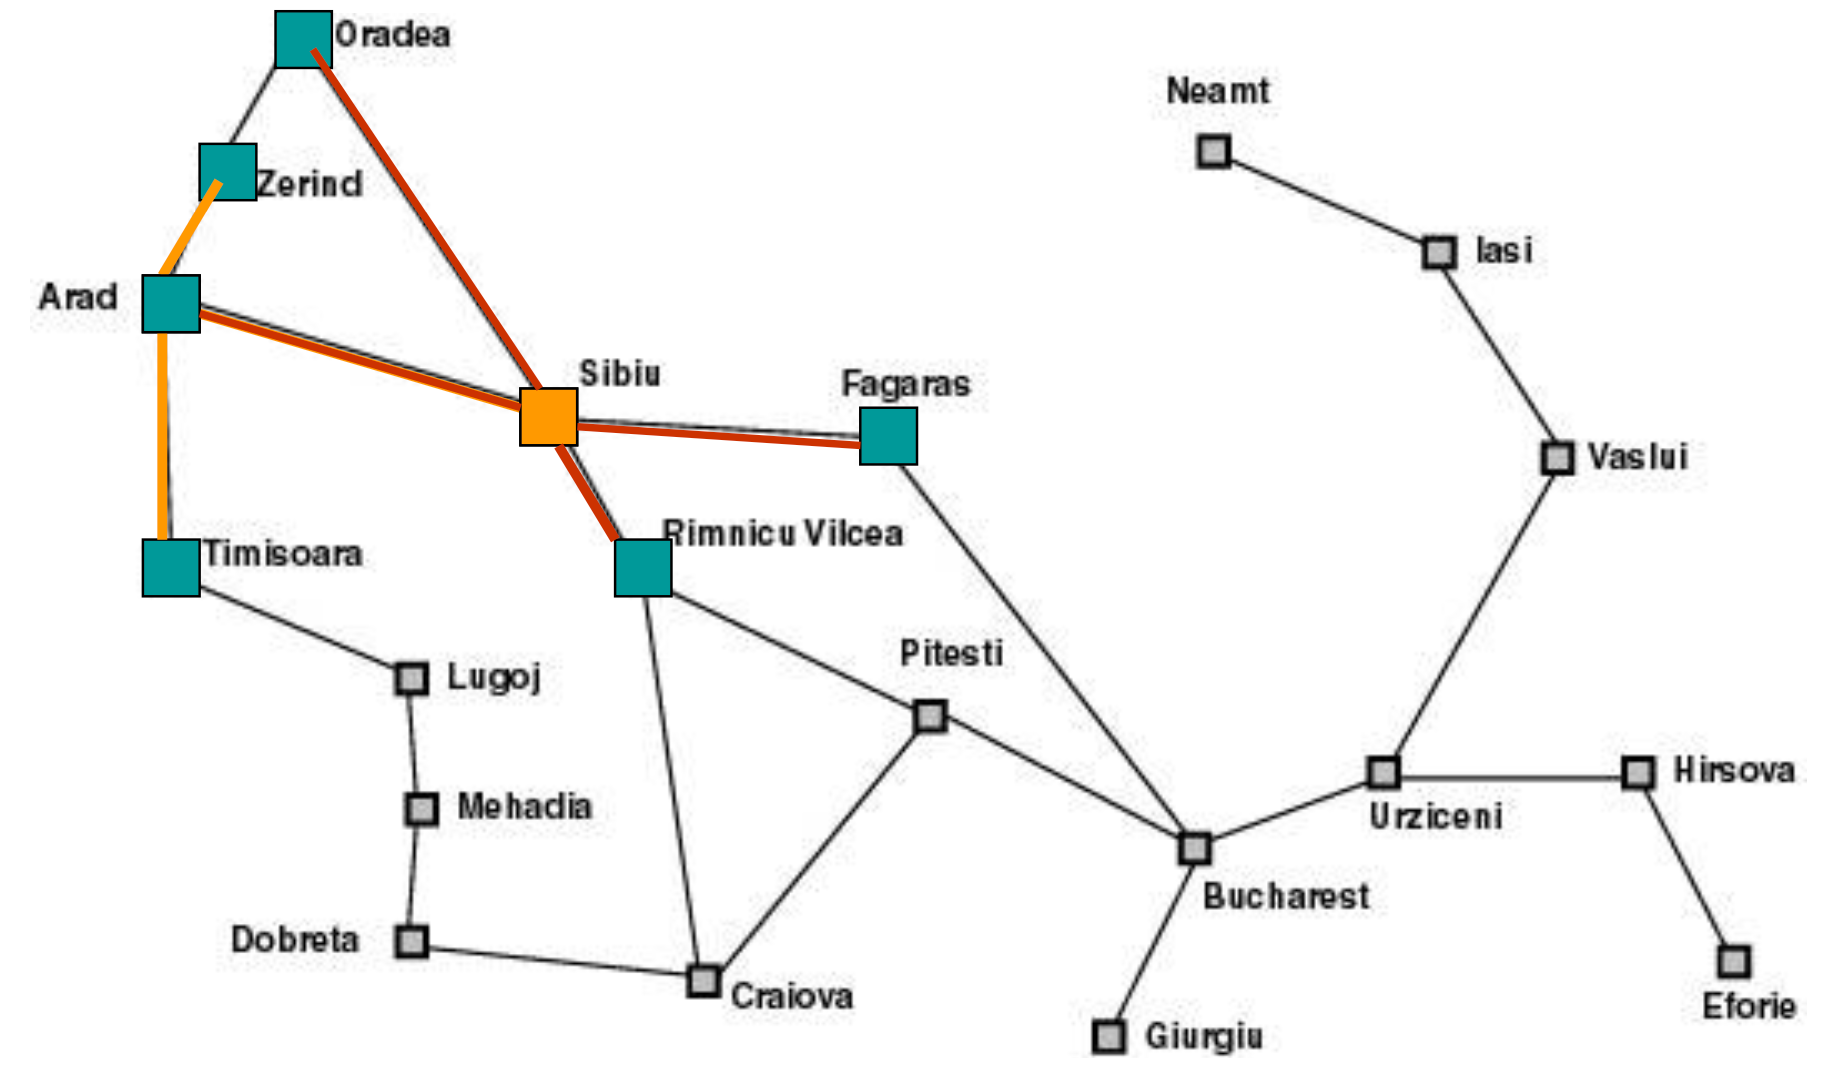 Oradea
Neamt
Zerind
Iasi
Arad
Sibiu
Fagaras
Vaslui
Rimnicu Vilcea
Timisoara
Pitesti
Lugoj
Hirsova
Mehadia
Urziceni
Bucharest
Dobreta
Craiova
Eforie
Giurgiu